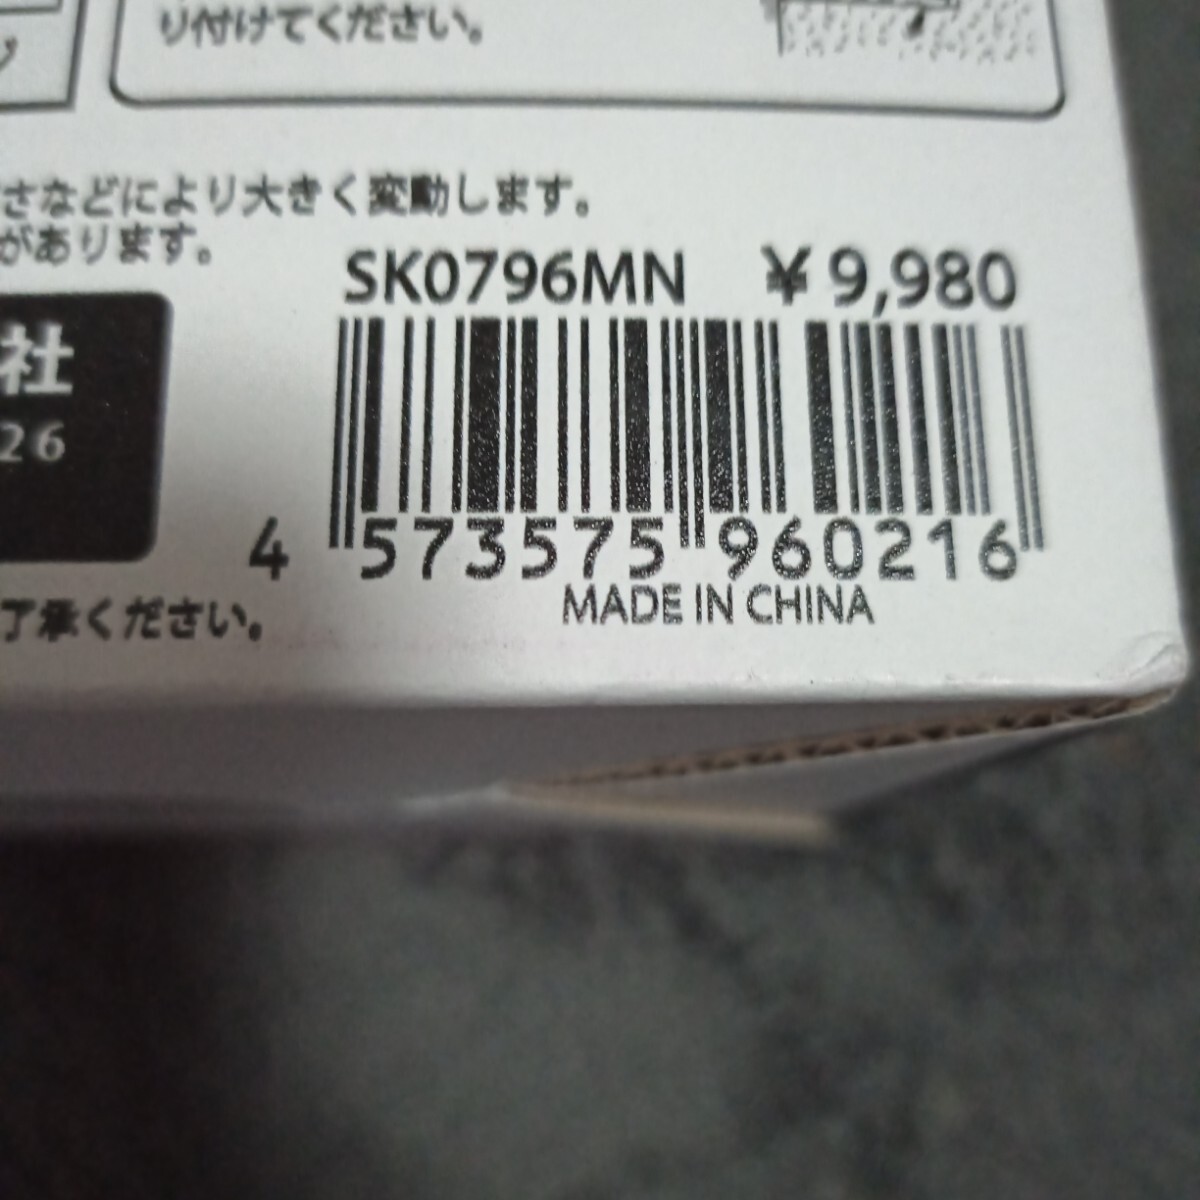 り付けてください。
さなどにより大きく変動します。
があります。
SK0796MN ¥9,980
社
26
4 573575 960216
MADE IN CHINA
了承ください。